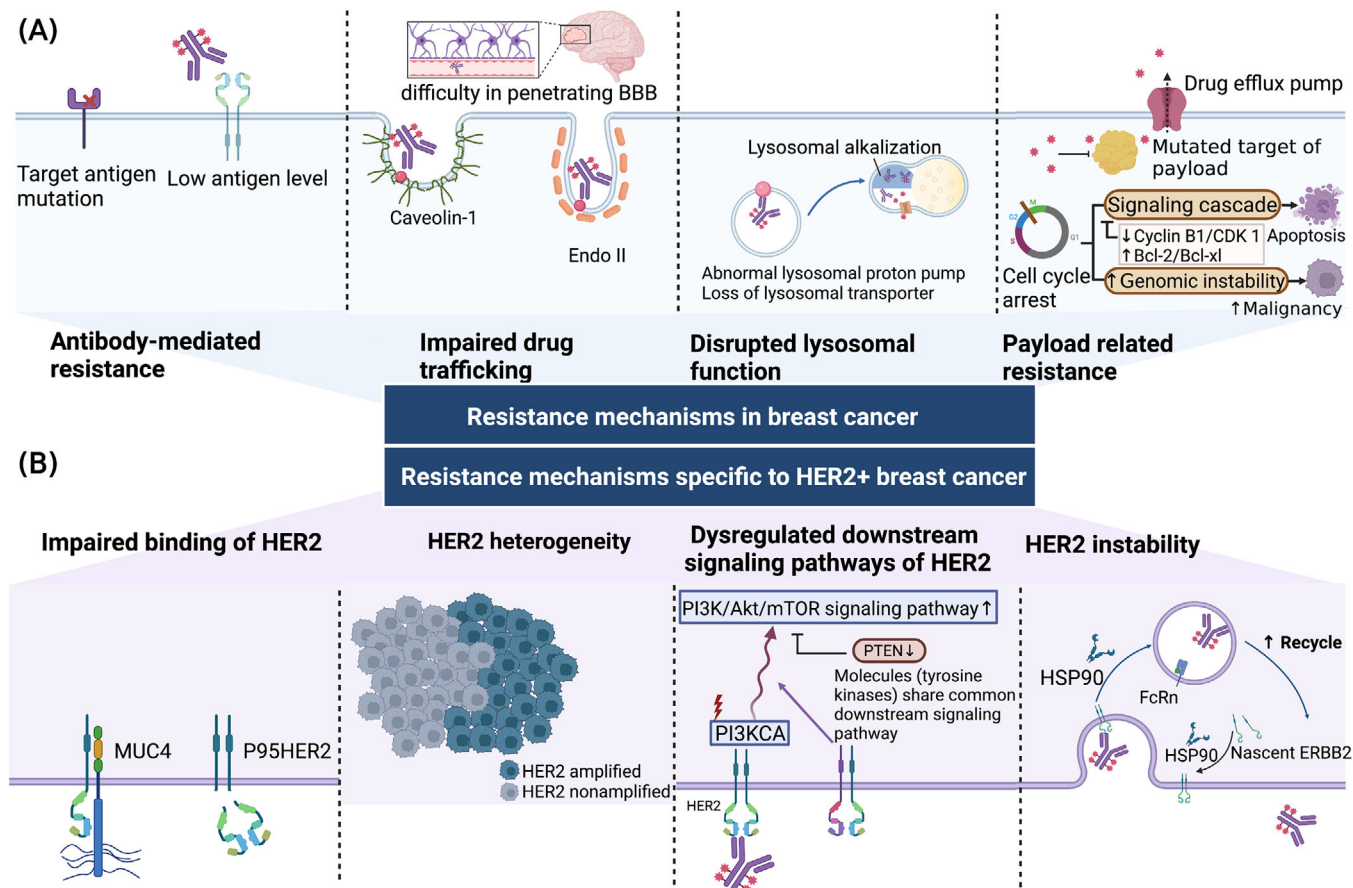 (A)
difficulty in penetrating BBB
Target antigen
mutation
Low antigen level
Caveolin-1
Endo II
Lysosomal alkalization
Abnormal lysosomal proton pump
Loss of lysosomal transporter
Drug efflux pump
Mutated target of
payload
M
G2
S
G1
Cell cycle
arrest
Signaling cascade
↓Cyclin B1/CDK 1
↑Bcl-2/Bcl-xl
Apoptosis
↑ Genomic instability
↑Malignancy
Antibody-mediated
resistance
Impaired drug
trafficking
Disrupted lysosomal
function
Payload related
resistance
Resistance mechanisms in breast cancer
(B)
Resistance mechanisms specific to HER2+ breast cancer
Impaired binding of HER2
HER2 heterogeneity
Dysregulated downstream
signaling pathways of HER2
HER2 instability
MUC4
P95HER2
HER2 amplified
HER2 nonamplified
PI3K/Akt/mTOR signaling pathway↑
PTEN↓
Molecules (tyrosine
kinases) share common
downstream signaling
pathway
PI3KCA
HER2
HSP90
FcRn
↑ Recycle
HSP90
Nascent ERBB2